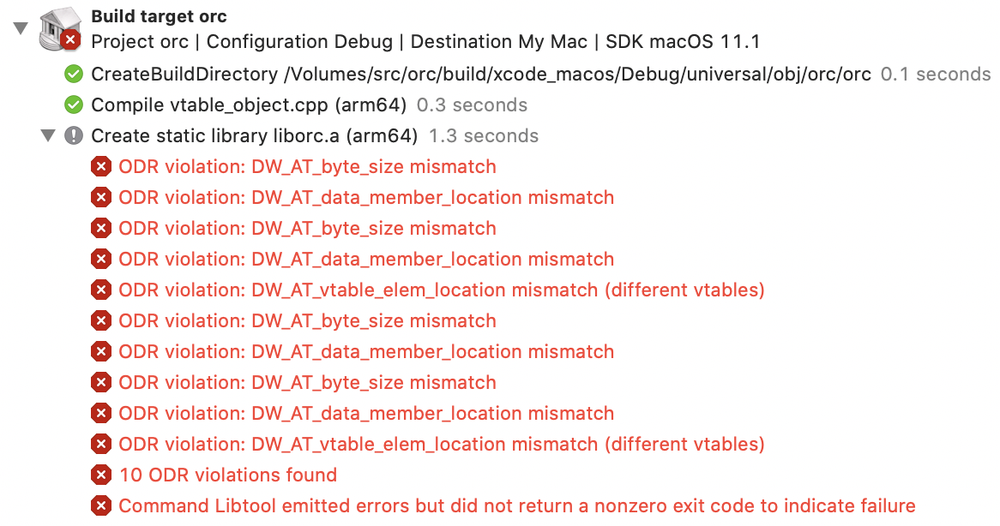 Build target orc
Project orc | Configuration Debug | Destination My Mac | SDK macOS 11.1
CreateBuildDirectory /Volumes/src/orc/build/xcode_macos/Debug/universal/obj/orc/orc 0.1 seconds
Compile vtable_object.cpp (arm64) 0.3 seconds
Create static library liborc.a (arm64) 1.3 seconds
ODR violation: DW_AT_byte_size mismatch
ODR violation: DW_AT_data_member_location mismatch
ODR violation: DW_AT_byte_size mismatch
ODR violation: DW_AT_data_member_location mismatch
ODR violation: DW_AT_vtable_elem_location mismatch (different vtables)
ODR violation: DW_AT_byte_size mismatch
ODR violation: DW_AT_data_member_location mismatch
ODR violation: DW_AT_byte_size mismatch
ODR violation: DW_AT_data_member_location mismatch
ODR violation: DW_AT_vtable_elem_location mismatch (different vtables)
10 ODR violations found
Command Libtool emitted errors but did not return a nonzero exit code to indicate failure